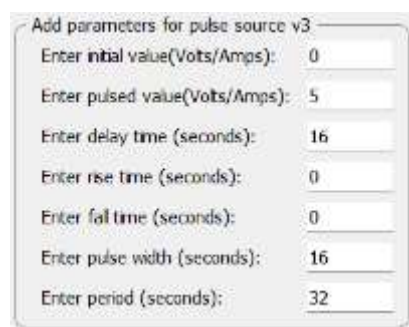 Add parameters for pulse source v3
Enter initial value(Volts/Amps): 0
Enter pulsed value(Volts/Amps): 5
Enter delay time (seconds): 16
Enter rise time (seconds): 0
Enter fall time (seconds): 0
Enter pulse width (seconds): 16
Enter period (seconds): 32